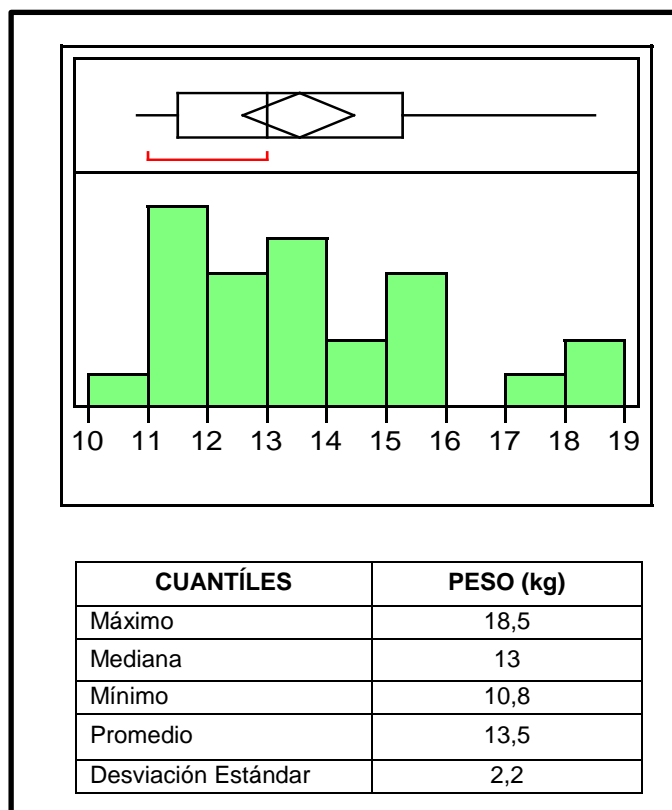 10 11 12 13 14 15 16 17 18 19
CUANTÍLES PESO (kg)
Máximo 18,5
Mediana 13
Mínimo 10,8
Promedio 13,5
Desviación Estándar 2,2